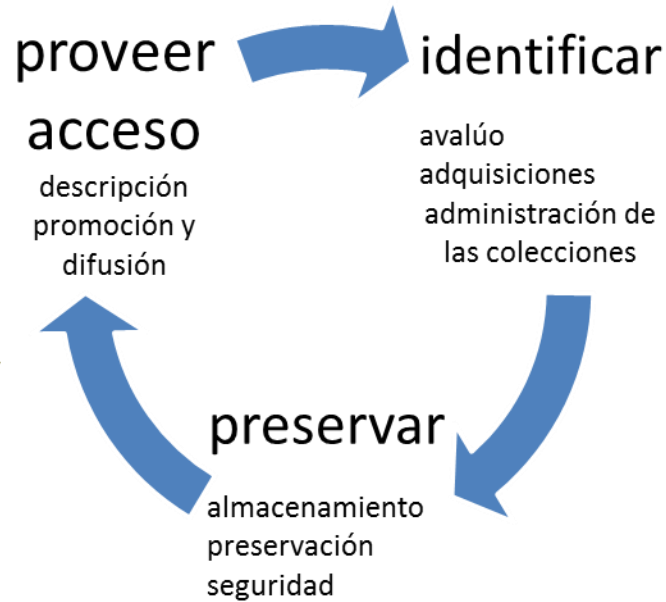 proveer
acceso
descripción
promoción y
difusión
identificar
avalúo
adquisiciones
administración de
las colecciones
preservar
almacenamiento
preservación
seguridad